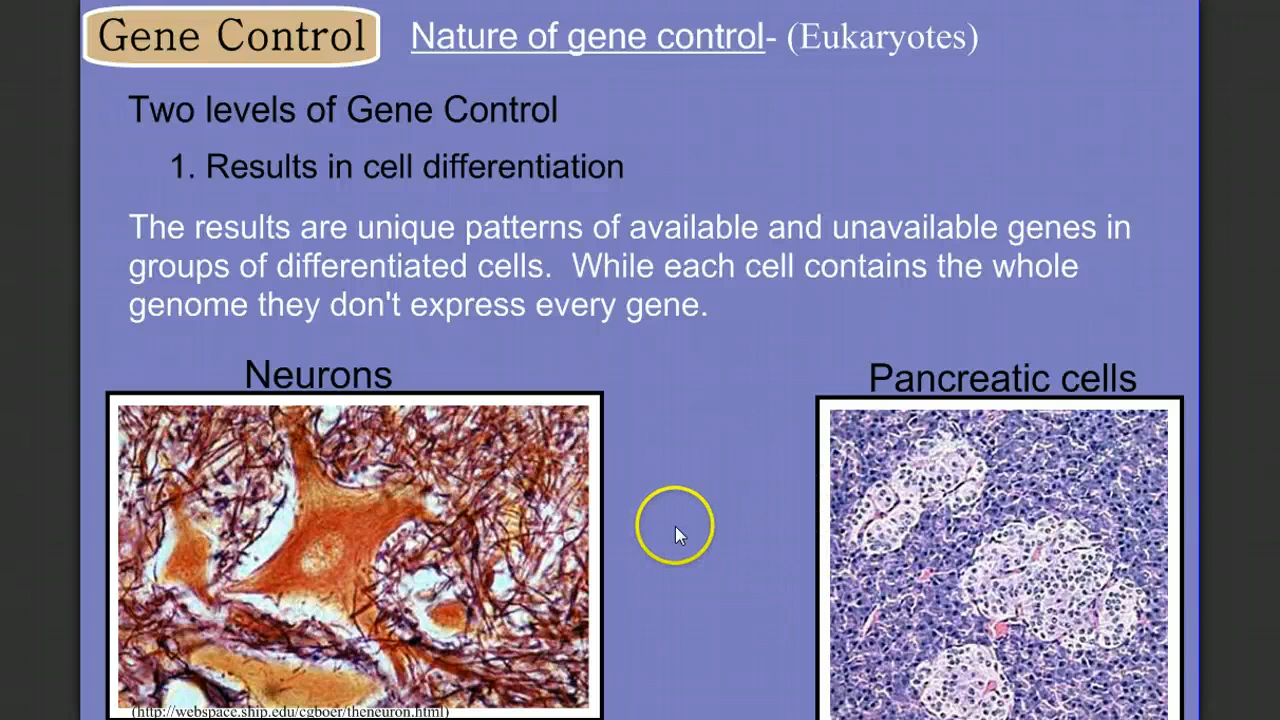 Gene Control
Nature of gene control- (Eukaryotes)
Two levels of Gene Control
1. Results in cell differentiation
The results are unique patterns of available and unavailable genes in
groups of differentiated cells.  While each cell contains the whole
genome they don't express every gene.
Neurons
Pancreatic cells
(http://webspace.ship.edu/cgboer/theneuron.html)